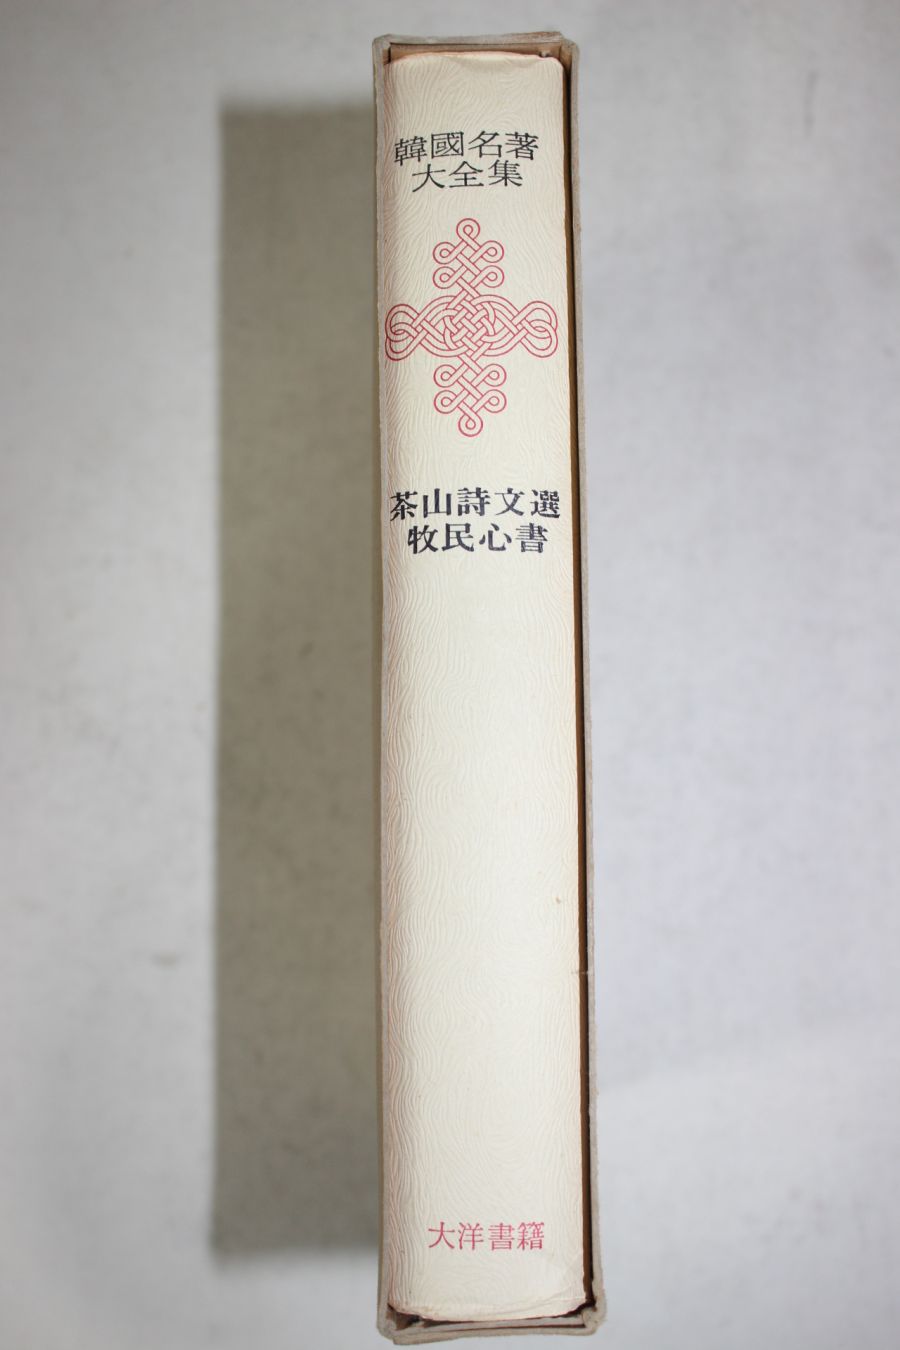 韓國名著
大全集
茶山詩文選
牧民心書
大洋書籍